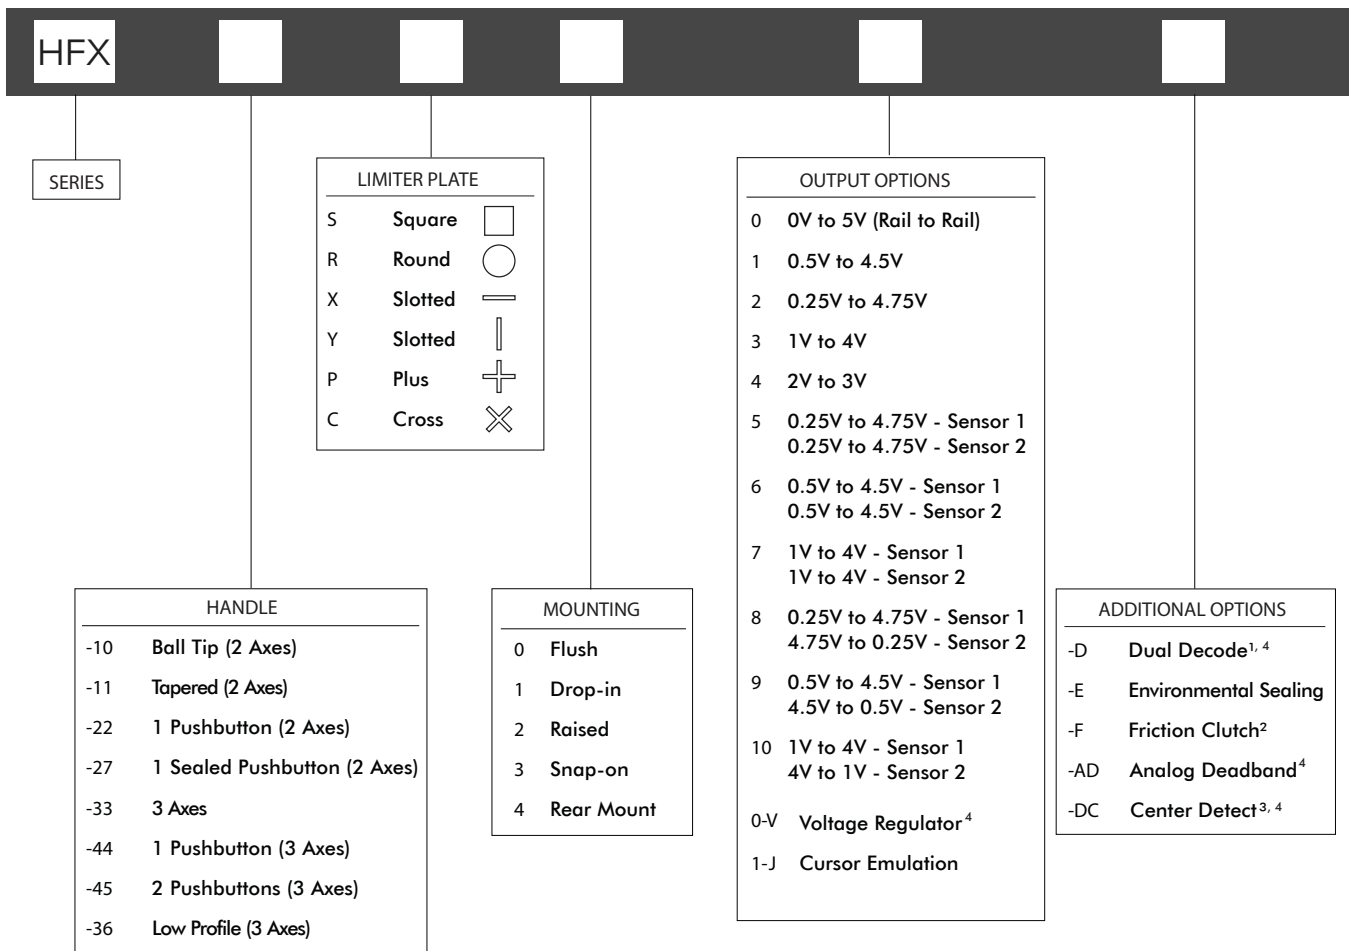 HFX
SERIES
LIMITER PLATE
S Square
R Round
X Slotted
Y Slotted
P Plus
C Cross
OUTPUT OPTIONS
0 0V to 5V (Rail to Rail)
1 0.5V to 4.5V
2 0.25V to 4.75V
3 1V to 4V
4 2V to 3V
5 0.25V to 4.75V - Sensor 1
0.25V to 4.75V - Sensor 2
6 0.5V to 4.5V - Sensor 1
0.5V to 4.5V - Sensor 2
7 1V to 4V - Sensor 1
1V to 4V - Sensor 2
8 0.25V to 4.75V - Sensor 1
4.75V to 0.25V - Sensor 2
9 0.5V to 4.5V - Sensor 1
4.5V to 0.5V - Sensor 2
10 1V to 4V - Sensor 1
4V to 1V - Sensor 2
0-V Voltage Regulator⁴
1-J Cursor Emulation
HANDLE
-10 Ball Tip (2 Axes)
-11 Tapered (2 Axes)
-22 1 Pushbutton (2 Axes)
-27 1 Sealed Pushbutton (2 Axes)
-33 3 Axes
-44 1 Pushbutton (3 Axes)
-45 2 Pushbuttons (3 Axes)
-36 Low Profile (3 Axes)
MOUNTING
0 Flush
1 Drop-in
2 Raised
3 Snap-on
4 Rear Mount
ADDITIONAL OPTIONS
-D Dual Decode¹, ⁴
-E Environmental Sealing
-F Friction Clutch²
-AD Analog Deadband⁴
-DC Center Detect³, ⁴